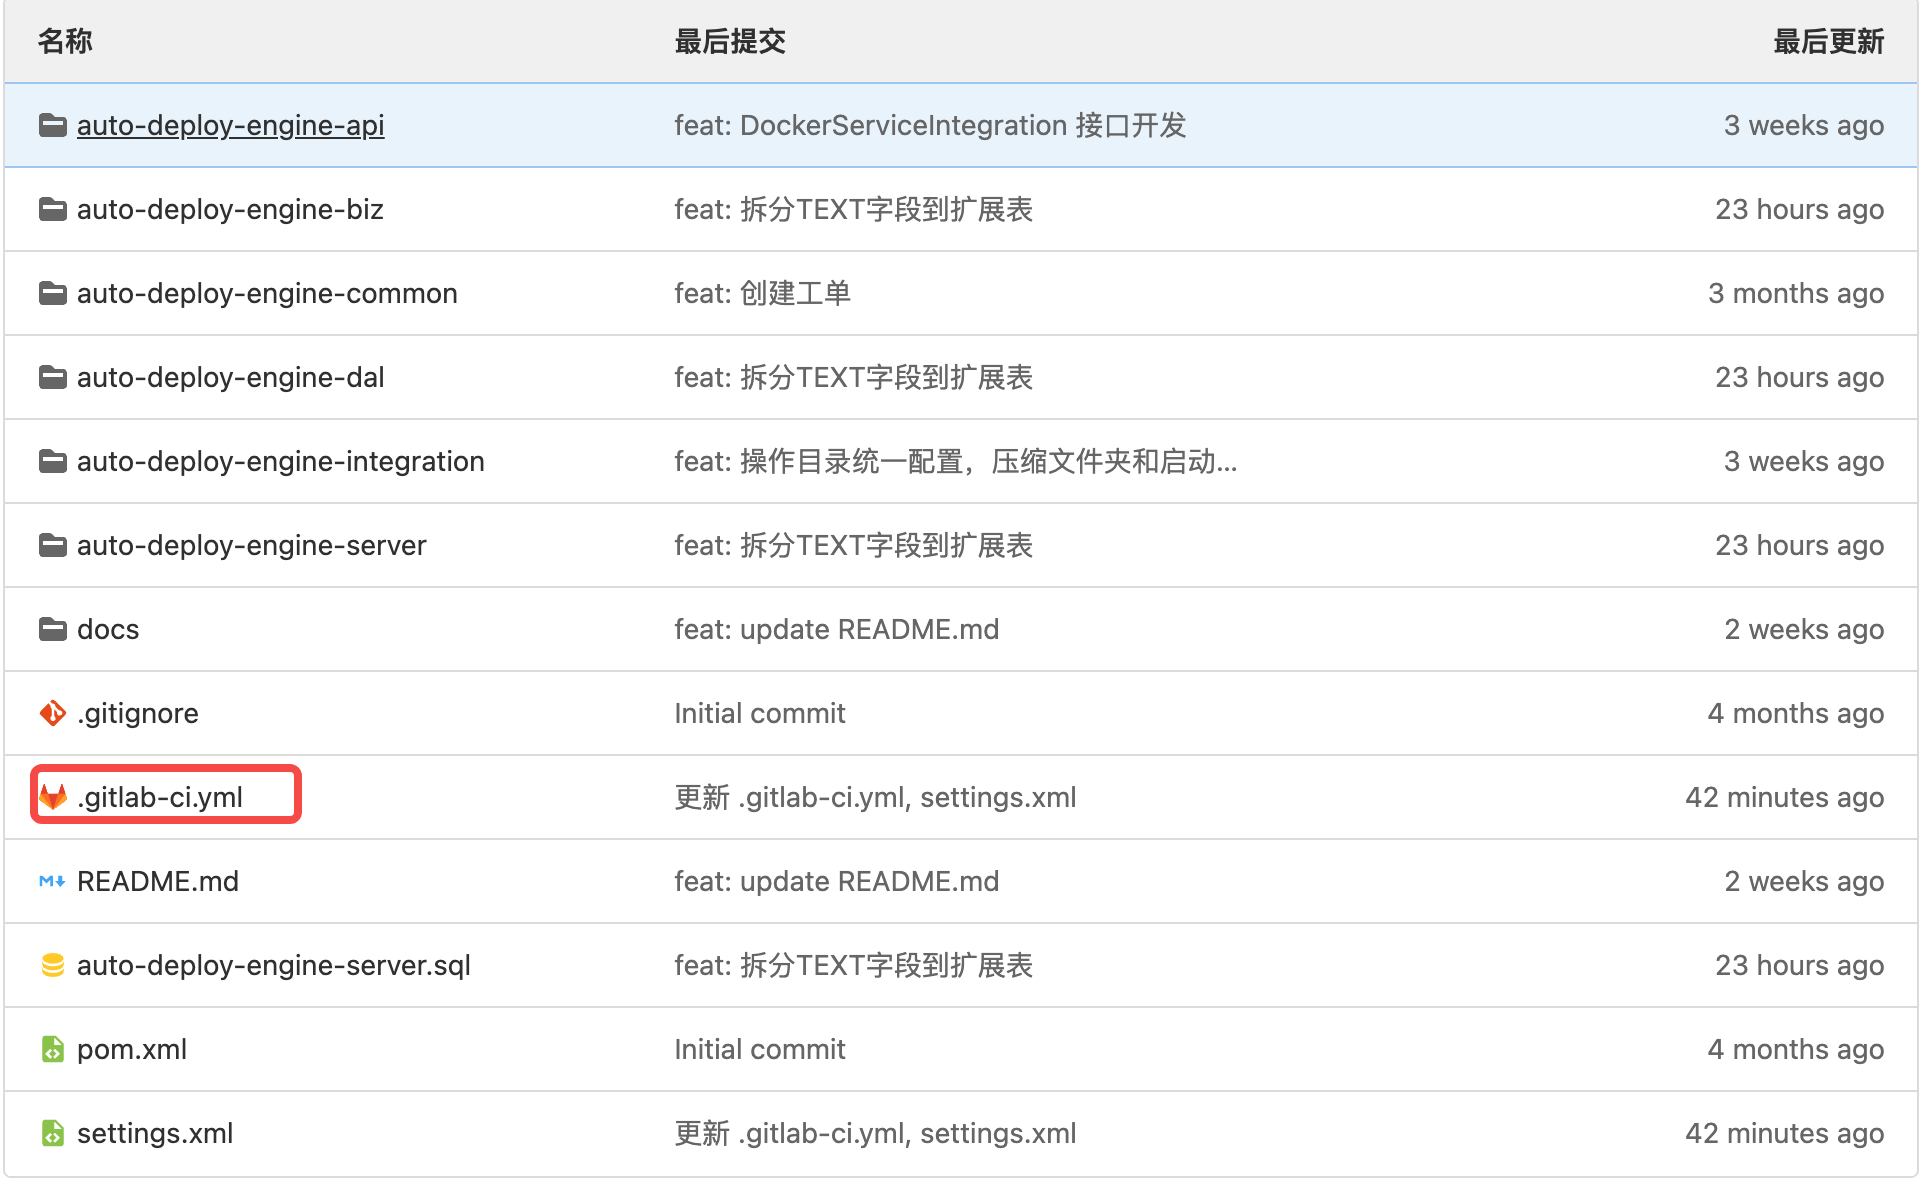 名称 最后提交 最后更新
auto-deploy-engine-api feat: DockerServiceIntegration 接口开发 3 weeks ago
auto-deploy-engine-biz feat: 拆分TEXT字段到扩展表 23 hours ago
auto-deploy-engine-common feat: 创建工单 3 months ago
auto-deploy-engine-dal feat: 拆分TEXT字段到扩展表 23 hours ago
auto-deploy-engine-integration feat: 操作目录统一配置，压缩文件夹和启动... 3 weeks ago
auto-deploy-engine-server feat: 拆分TEXT字段到扩展表 23 hours ago
docs feat: update README.md 2 weeks ago
.gitignore Initial commit 4 months ago
.gitlab-ci.yml 更新 .gitlab-ci.yml, settings.xml 42 minutes ago
README.md feat: update README.md 2 weeks ago
auto-deploy-engine-server.sql feat: 拆分TEXT字段到扩展表 23 hours ago
pom.xml Initial commit 4 months ago
settings.xml 更新 .gitlab-ci.yml, settings.xml 42 minutes ago